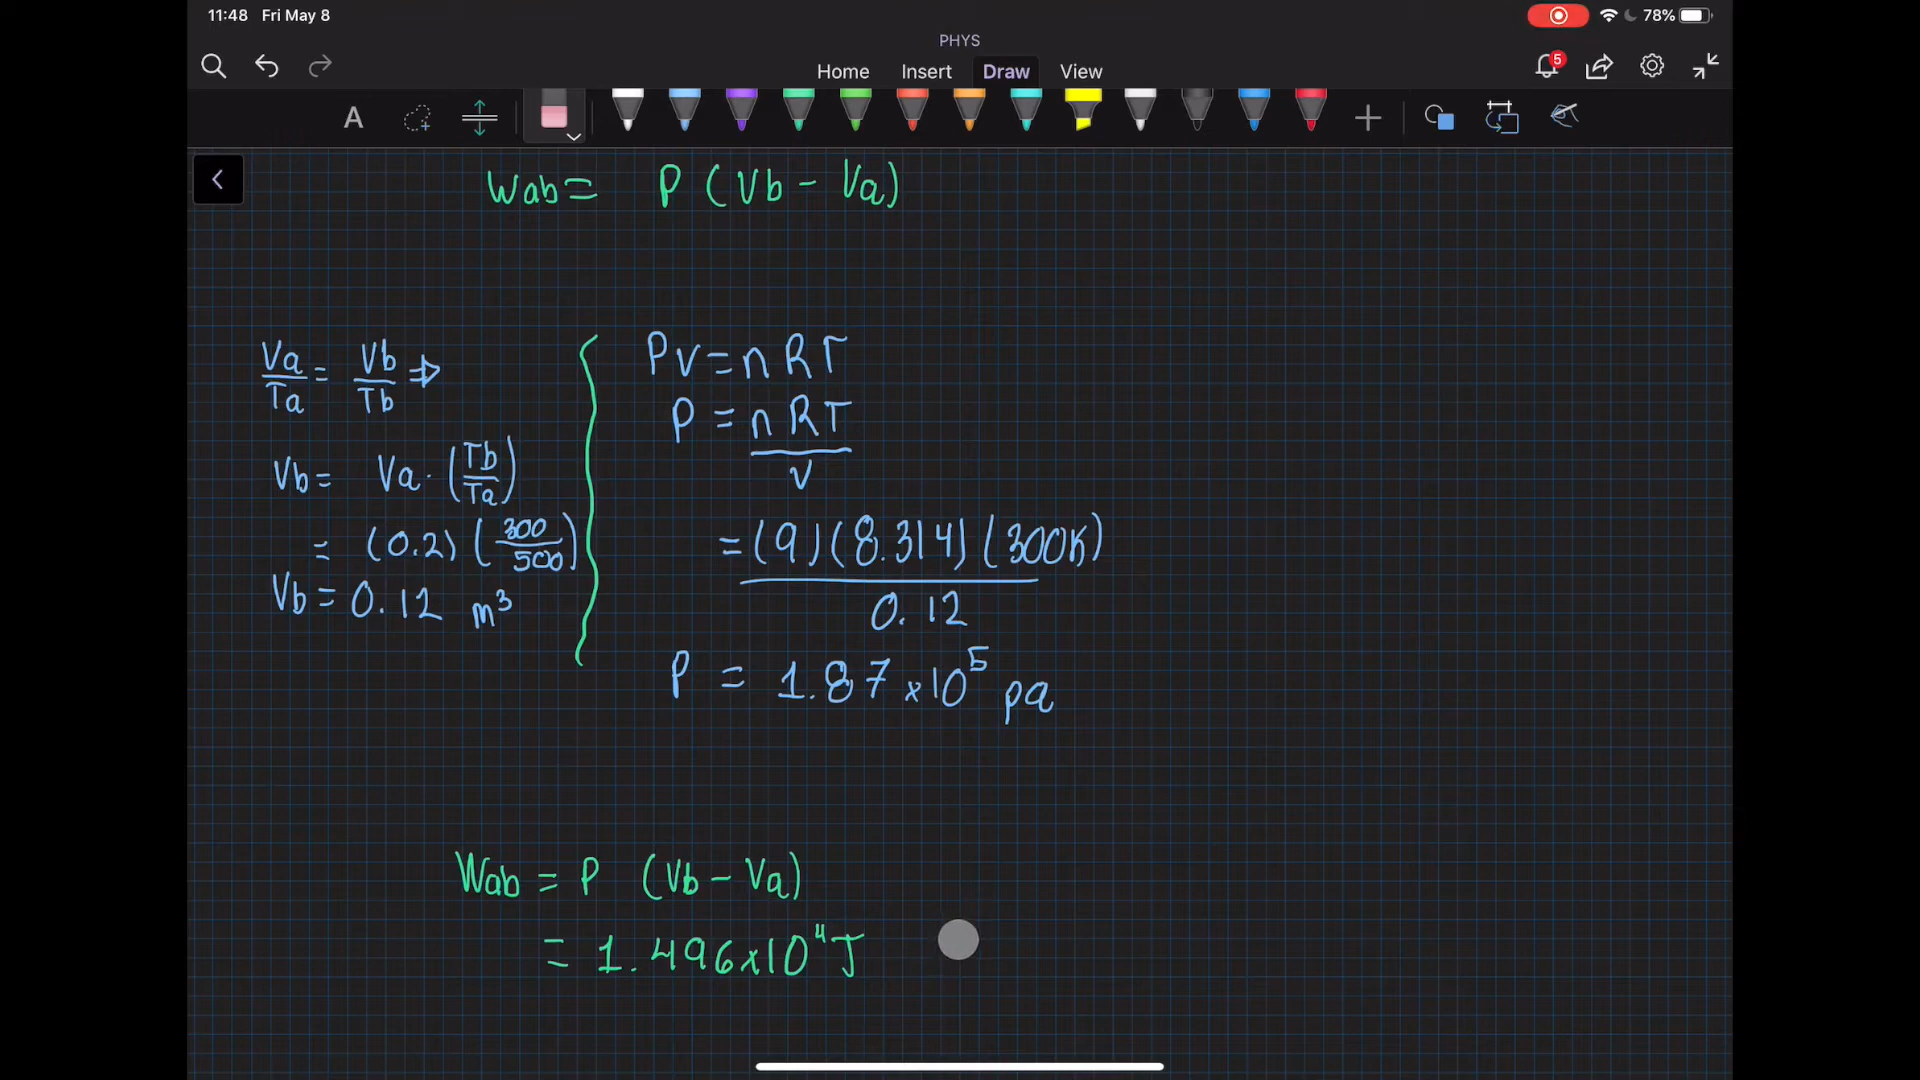 11:48 Fri May 8
78%
PHYS
5
Home Insert Draw View
A
Wab = P (Vb - Va)
Va/Ta = Vb/Tb ⇒
Vb = Va · (Tb/Ta)
= (0.2) (300/500)
Vb = 0.12 m³
PV = n R T
P = n R T
V
= (9) (8.314) (300K)
0.12
P = 1.87 x 10⁵ pa
Wab = P (Vb - Va)
= 1.496 x 10⁴ J